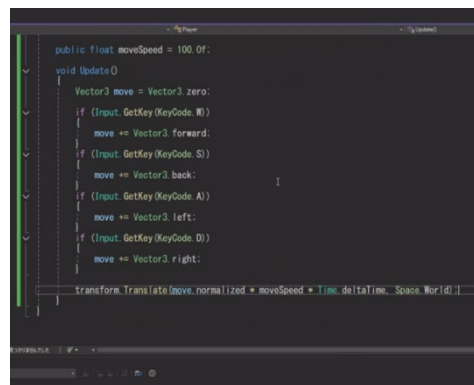 Player
Update()
public float moveSpeed = 100.0f;
void Update()
{
Vector3 move = Vector3.zero;
if (Input.GetKey(KeyCode.W))
{
move += Vector3.forward;
}
if (Input.GetKey(KeyCode.S))
{
move += Vector3.back;
}
if (Input.GetKey(KeyCode.A))
{
move += Vector3.left;
}
if (Input.GetKey(KeyCode.D))
{
move += Vector3.right;
}
transform.Translate(move.normalized * moveSpeed * Time.deltaTime, Space.World);
}
}